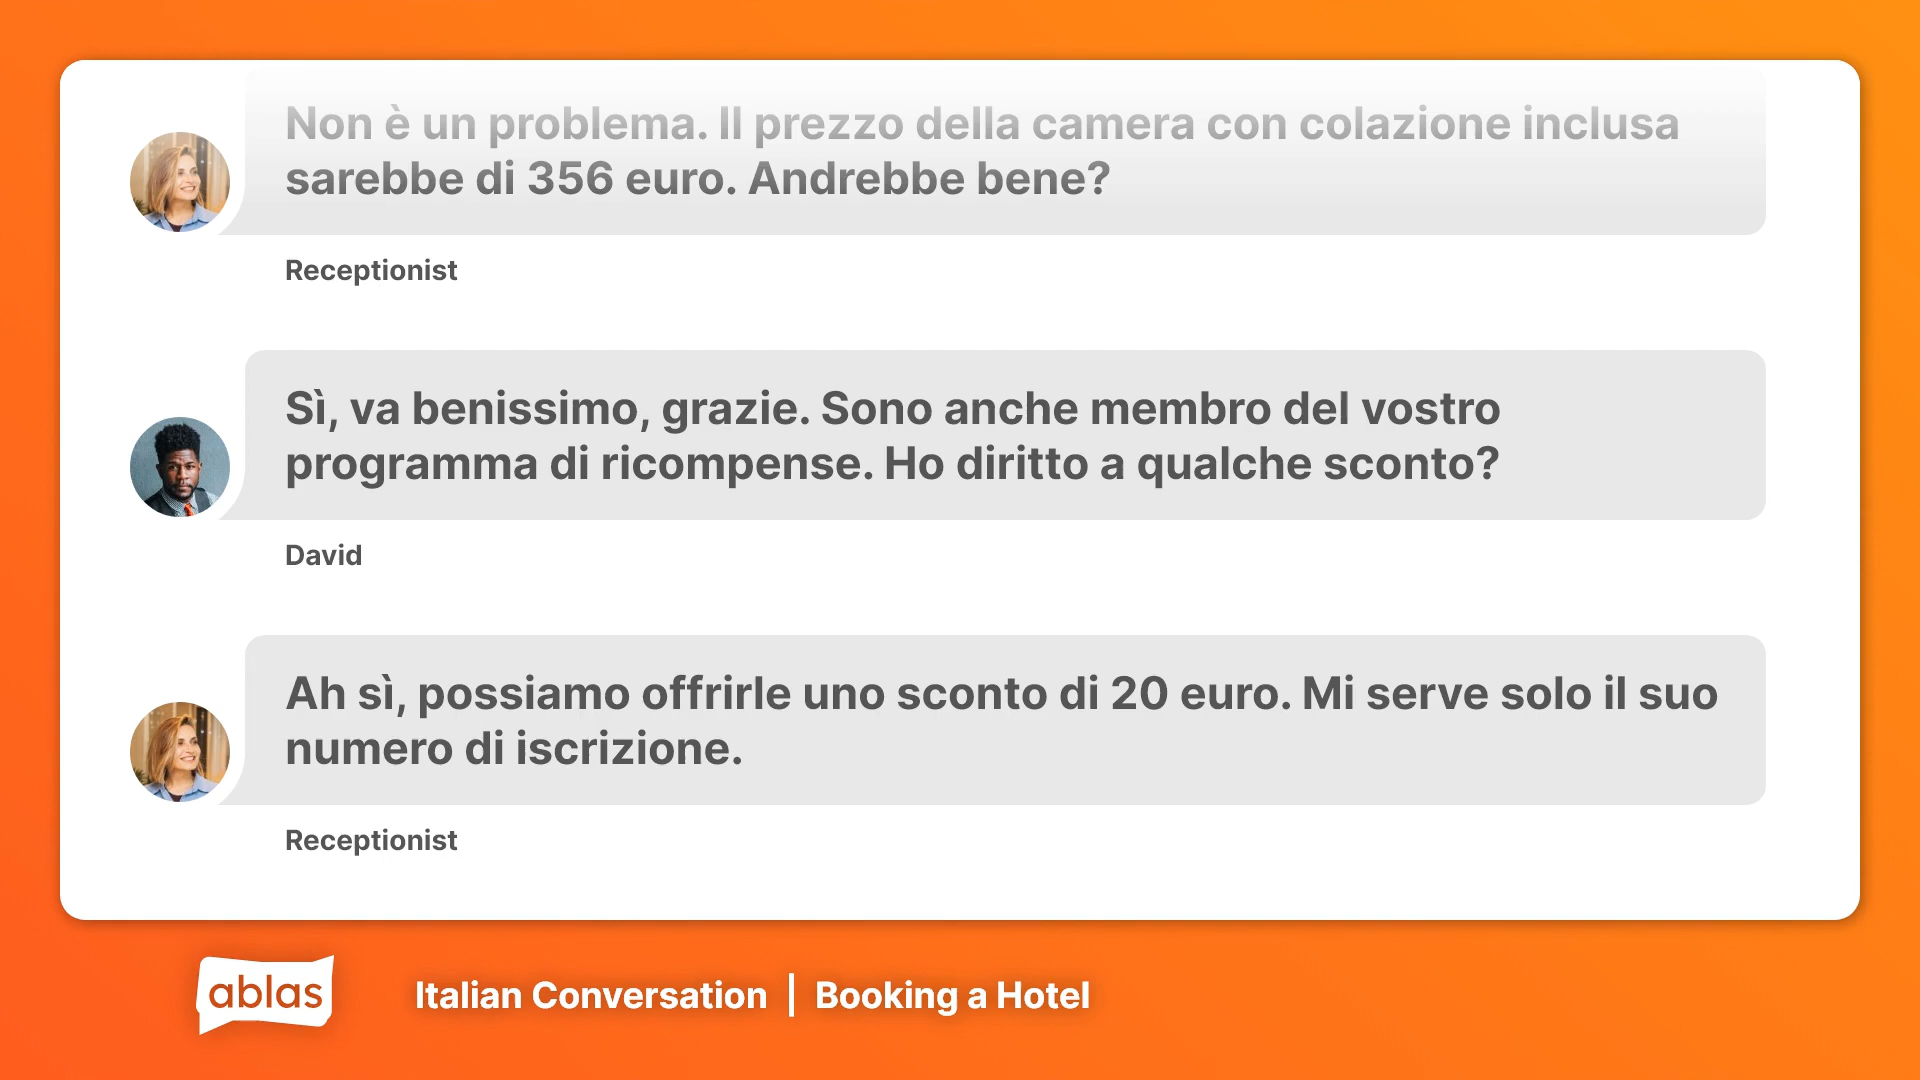 Non è un problema. Il prezzo della camera con colazione inclusa
sarebbe di 356 euro. Andrebbe bene?
Receptionist
Sì, va benissimo, grazie. Sono anche membro del vostro
programma di ricompense. Ho diritto a qualche sconto?
David
Ah sì, possiamo offrirle uno sconto di 20 euro. Mi serve solo il suo
numero di iscrizione.
Receptionist
ablas
Italian Conversation | Booking a Hotel